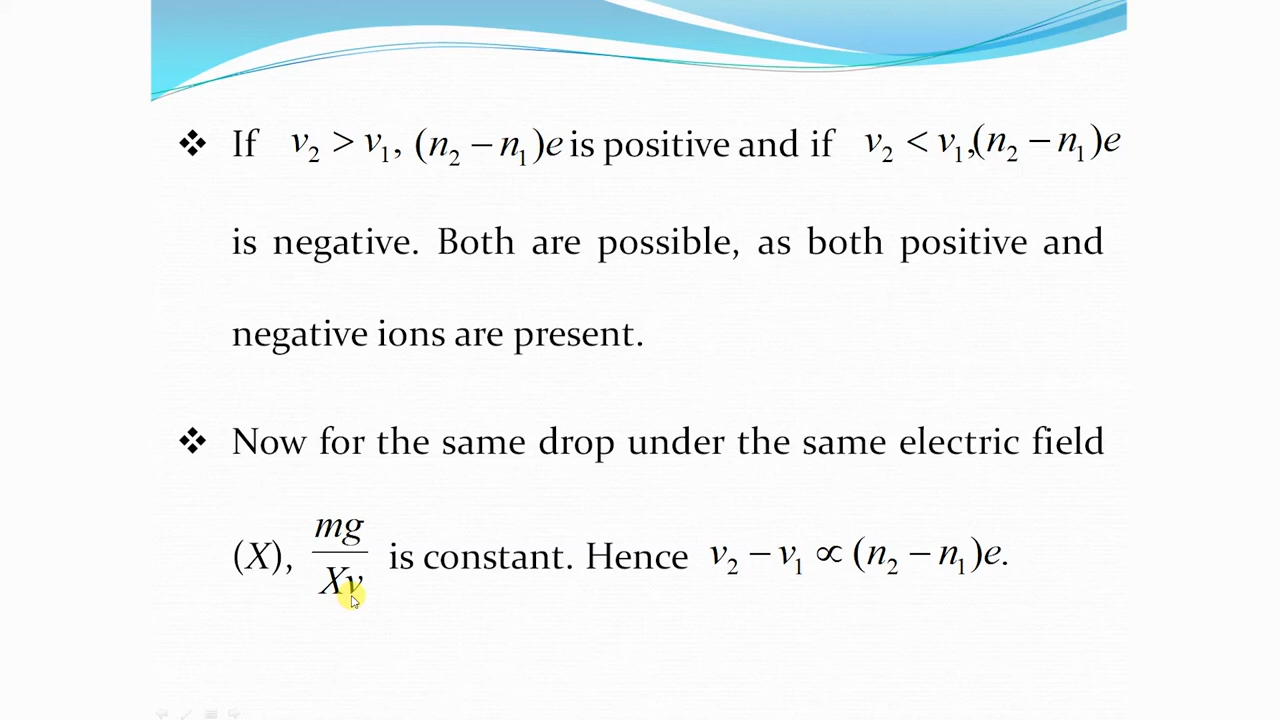 ❖ If v₂ > v₁, (n₂ − n₁)e is positive and if v₂ < v₁,(n₂ − n₁)e
is negative. Both are possible, as both positive and
negative ions are present.
❖ Now for the same drop under the same electric field
(X), mg/Xv is constant. Hence v₂ − v₁ ∝ (n₂ − n₁)e.